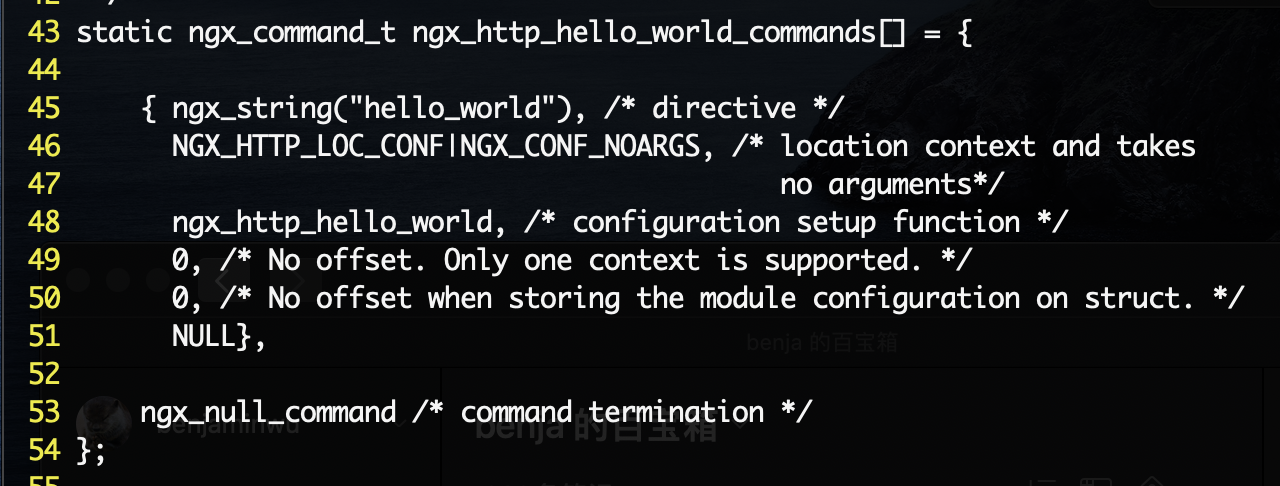 43 static ngx_command_t ngx_http_hello_world_commands[] = {
44
45 { ngx_string("hello_world"), /* directive */
46 NGX_HTTP_LOC_CONF|NGX_CONF_NOARGS, /* location context and takes
47 no arguments*/
48 ngx_http_hello_world, /* configuration setup function */
49 0, /* No offset. Only one context is supported. */
50 0, /* No offset when storing the module configuration on struct. */
51 NULL},
benja 的百宝箱
52
53 ngx_null_command /* command termination */
benjaminwu
benja 的百宝箱
54 };
55